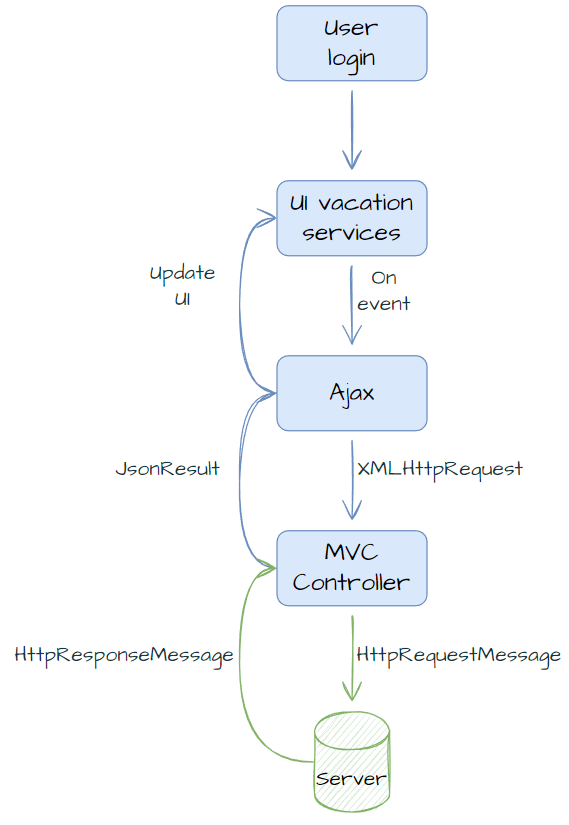 User
login
UI vacation
services
Update
UI
On
event
Ajax
JsonResult
XMLHttpRequest
MVC
Controller
HttpResponseMessage
HttpRequestMessage
Server